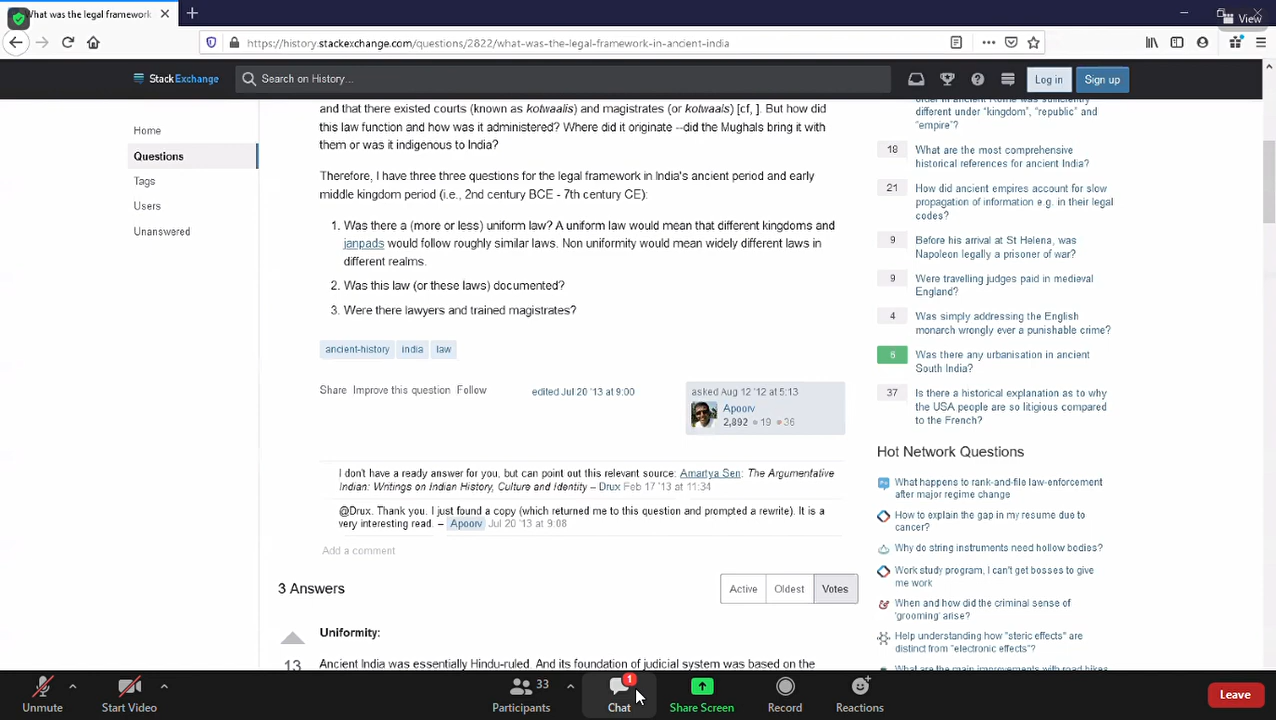 What was the legal framework
View
https://history.stackexchange.com/questions/2822/what-was-the-legal-framework-in-ancient-india
StackExchange
Search on History...
Log in
Sign up
Home
Questions
Tags
Users
Unanswered
and that there existed courts (known as kotwaalis) and magistrates (or kotwaals) [cf, ]. But how did
this law function and how was it administered? Where did it originate --did the Mughals bring it with
them or was it indigenous to India?
Therefore, I have three three questions for the legal framework in India's ancient period and early
middle kingdom period (i.e., 2nd century BCE - 7th century CE):
1. Was there a (more or less) uniform law? A uniform law would mean that different kingdoms and
janpads would follow roughly similar laws. Non uniformity would mean widely different laws in
different realms.
2. Was this law (or these laws) documented?
3. Were there lawyers and trained magistrates?
ancient-history india law
Share Improve this question Follow
edited Jul 20 '13 at 9:00
asked Aug 12 '12 at 5:13
Apoorv
2,892 19 36
I don't have a ready answer for you, but can point out this relevant source: Amartya Sen: The Argumentative
Indian: Writings on Indian History, Culture and Identity – Drux Feb 17 '13 at 11:34
@Drux. Thank you. I just found a copy (which returned me to this question and prompted a rewrite). It is a
very interesting read. – Apoorv Jul 20 '13 at 9:08
Add a comment
3 Answers
Active Oldest Votes
13
Uniformity:
Ancient India was essentially Hindu-ruled. And its foundation of judicial system was based on the
order in ancient Rome was sufficiently
different under "kingdom", "republic" and
"empire"?
18 What are the most comprehensive
historical references for ancient India?
21 How did ancient empires account for slow
propagation of information e.g. in their legal
codes?
9 Before his arrival at St Helena, was
Napoleon legally a prisoner of war?
9 Were travelling judges paid in medieval
England?
4 Was simply addressing the English
monarch wrongly ever a punishable crime?
6 Was there any urbanisation in ancient
South India?
37 Is there a historical explanation as to why
the USA people are so litigious compared
to the French?
Hot Network Questions
What happens to rank-and-file law-enforcement
after major regime change
How to explain the gap in my resume due to
cancer?
Why do string instruments need hollow bodies?
Work study program, I can't get bosses to give
me work
When and how did the criminal sense of
'grooming' arise?
Help understanding how "steric effects" are
distinct from "electronic effects"?
What are the main improvements with road bikes
Unmute
Start Video
33
Participants
1
Chat
Share Screen
Record
Reactions
Leave